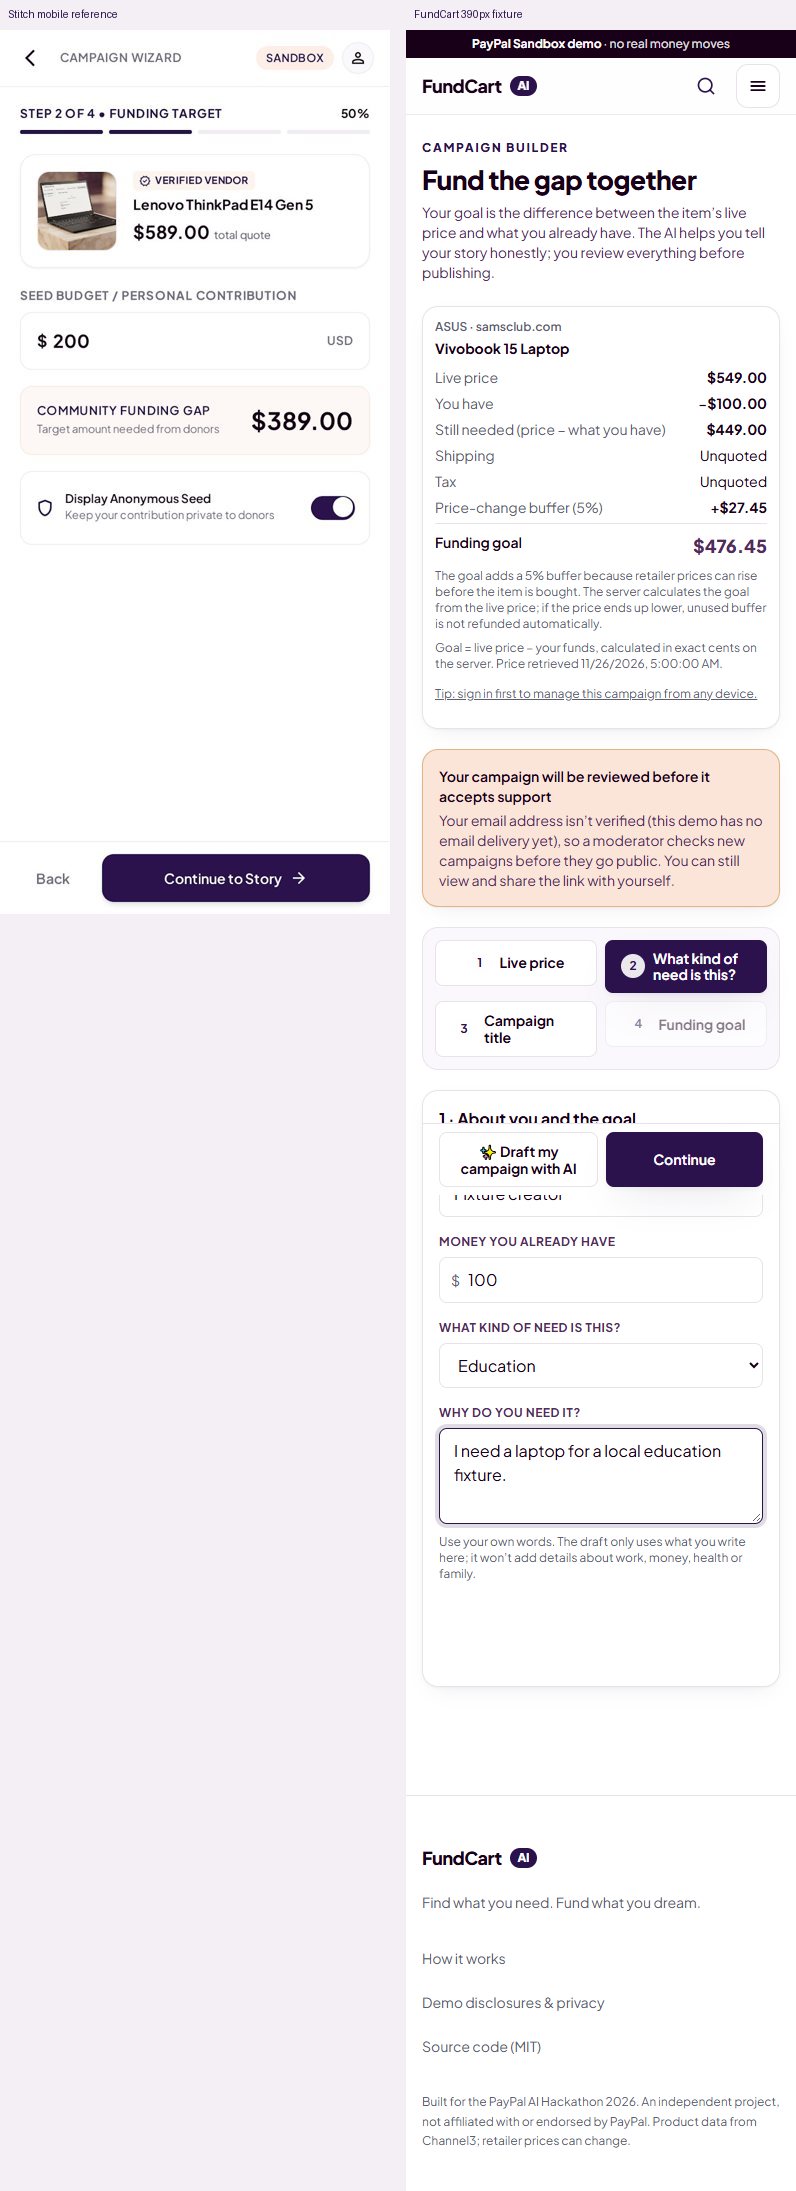 Stitch mobile reference
CAMPAIGN WIZARD
SANDBOX
STEP 2 OF 4 • FUNDING TARGET
50%
VERIFIED VENDOR
Lenovo ThinkPad E14 Gen 5
$589.00 total quote
SEED BUDGET / PERSONAL CONTRIBUTION
$ 200
USD
COMMUNITY FUNDING GAP
Target amount needed from donors
$389.00
Display Anonymous Seed
Keep your contribution private to donors
Back
Continue to Story →
FundCart 390px fixture
PayPal Sandbox demo · no real money moves
FundCart AI
CAMPAIGN BUILDER
Fund the gap together
Your goal is the difference between the item’s live
price and what you already have. The AI helps you tell
your story honestly; you review everything before
publishing.
ASUS · samsclub.com
Vivobook 15 Laptop
Live price $549.00
You have −$100.00
Still needed (price − what you have) $449.00
Shipping Unquoted
Tax Unquoted
Price-change buffer (5%) +$27.45
Funding goal $476.45
The goal adds a 5% buffer because retailer prices can rise
before the item is bought. The server calculates the goal
from the live price; if the price ends up lower, unused buffer
is not refunded automatically.
Goal = live price − your funds, calculated in exact cents on
the server. Price retrieved 11/26/2026, 5:00:00 AM.
Tip: sign in first to manage this campaign from any device.
Your campaign will be reviewed before it
accepts support
Your email address isn’t verified (this demo has no
email delivery yet), so a moderator checks new
campaigns before they go public. You can still
view and share the link with yourself.
1 Live price
2 What kind of
need is this?
3 Campaign
title
4 Funding goal
1 · About you and the goal
✨ Draft my
campaign with AI
Continue
Fixture creator
MONEY YOU ALREADY HAVE
$ 100
WHAT KIND OF NEED IS THIS?
Education
WHY DO YOU NEED IT?
I need a laptop for a local education
fixture.
Use your own words. The draft only uses what you write
here; it won’t add details about work, money, health or
family.
FundCart AI
Find what you need. Fund what you dream.
How it works
Demo disclosures & privacy
Source code (MIT)
Built for the PayPal AI Hackathon 2026. An independent project,
not affiliated with or endorsed by PayPal. Product data from
Channel3; retailer prices can change.